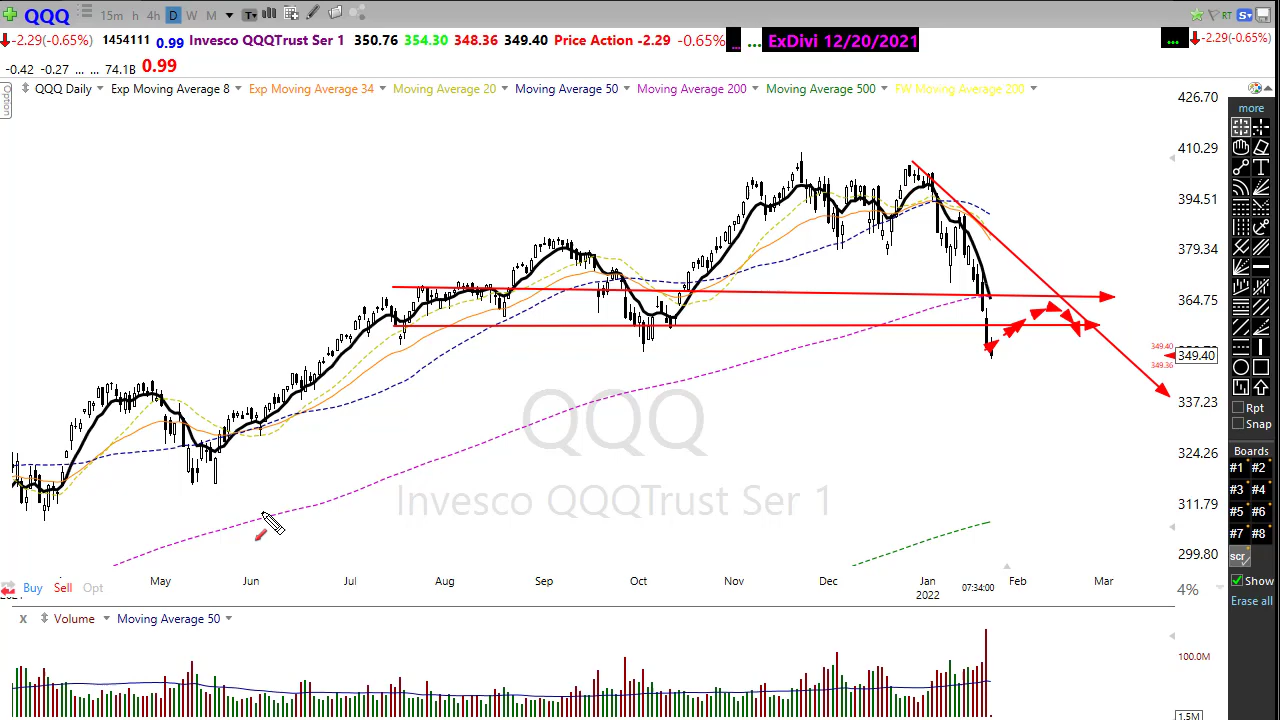 QQQ 15m h 4h D W M T RT S
-2.29(-0.65%) 1454111 0.99 Invesco QQQTrust Ser 1 350.76 354.30 348.36 349.40 Price Action -2.29 -0.65% ... ... ExDivi 12/20/2021 ... -2.29(-0.65%)
-0.42 -0.27 ... ... 74.1B 0.99
Option
QQQ Daily Exp Moving Average 8 Exp Moving Average 34 Moving Average 20 Moving Average 50 Moving Average 200 Moving Average 500 FW Moving Average 200
426.70
410.29
394.51
379.34
364.75
349.40
349.40
349.36
337.23
324.26
311.79
299.80
QQQ
Invesco QQQTrust Ser 1
more
Rpt
Snap
Boards
#1 #2
#3 #4
#5 #6
#7 #8
scr
Show
Erase all
May Jun Jul Aug Sep Oct Nov Dec Jan 07:34:00 Feb Mar
2022
Buy Sell Opt
4%
X Volume Moving Average 50
100.0M
1.5M